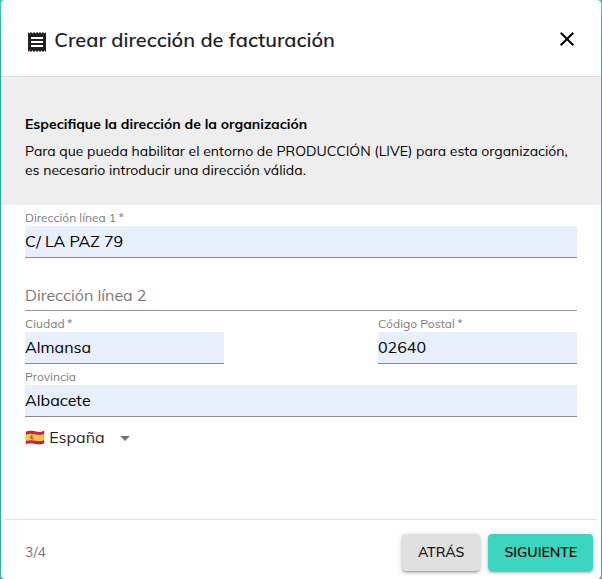 Crear dirección de facturación
Especifique la dirección de la organización
Para que pueda habilitar el entorno de PRODUCCIÓN (LIVE) para esta organización,
es necesario introducir una dirección válida.
Dirección línea 1 *
C/ LA PAZ 79
Dirección línea 2
Ciudad *
Código Postal *
Almansa
02640
Provincia
Albacete
España
3/4
ATRÁS
SIGUIENTE